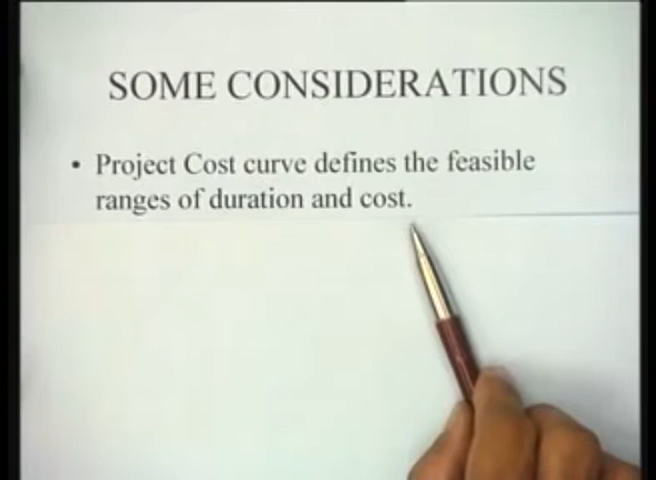 SOME CONSIDERATIONS
• Project Cost curve defines the feasible
ranges of duration and cost.